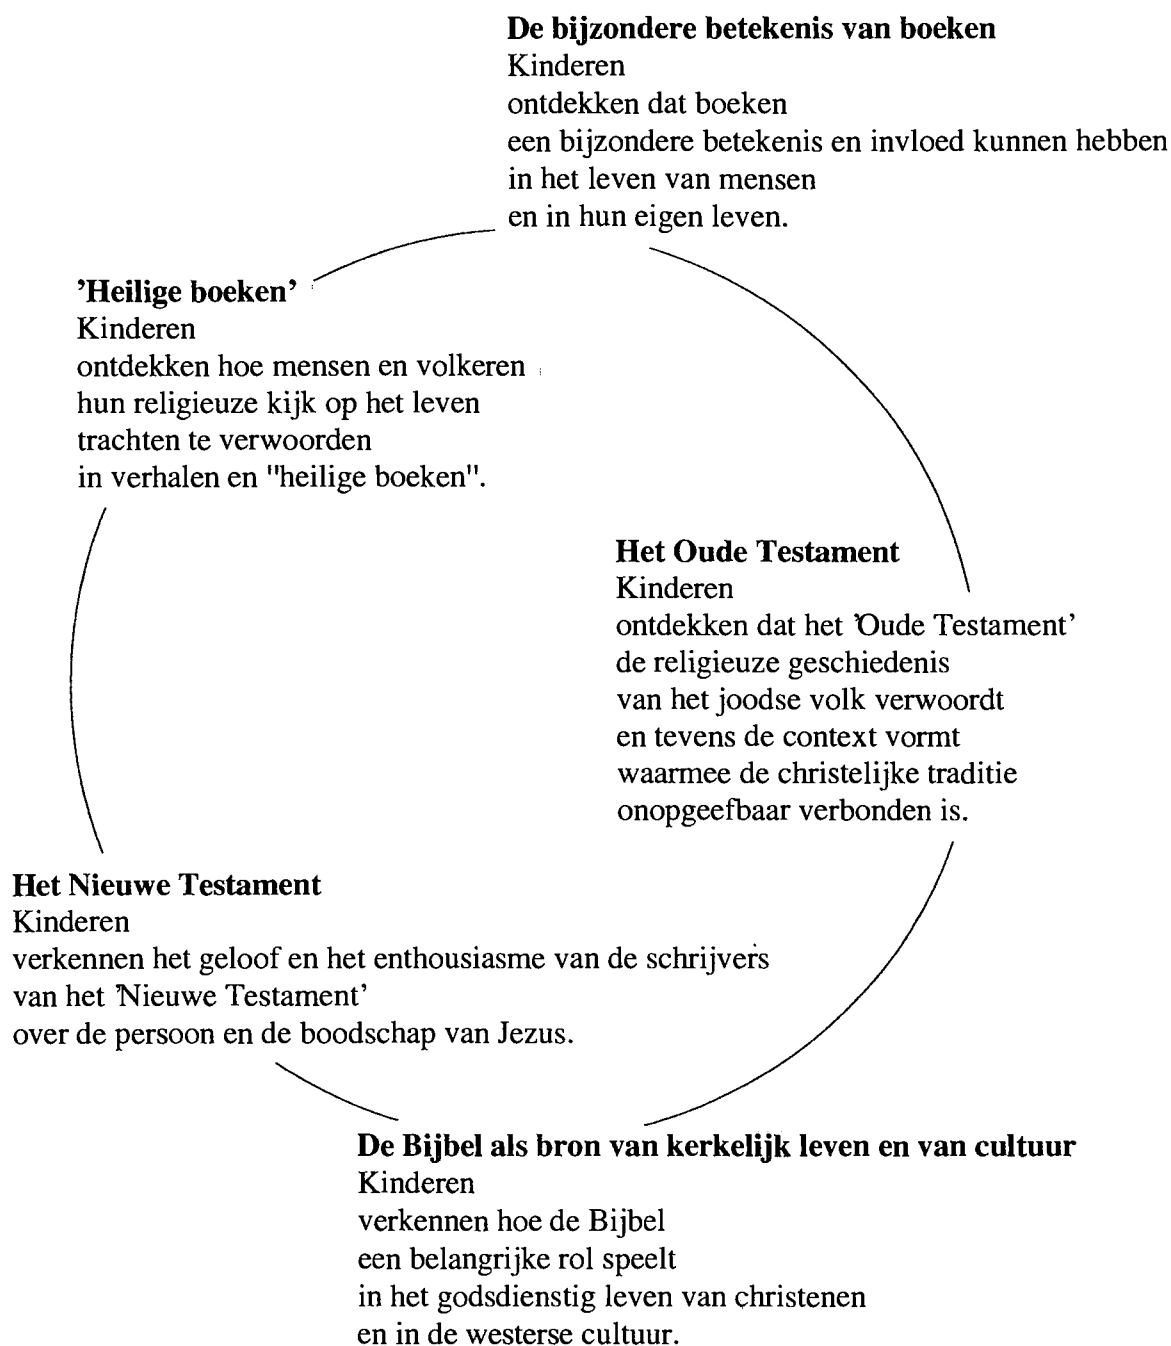 De bijzondere betekenis van boeken
Kinderen
ontdekken dat boeken
een bijzondere betekenis en invloed kunnen hebben
in het leven van mensen
en in hun eigen leven.
’Heilige boeken’
Kinderen
ontdekken hoe mensen en volkeren
hun religieuze kijk op het leven
trachten te verwoorden
in verhalen en "heilige boeken".
Het Oude Testament
Kinderen
ontdekken dat het ’Oude Testament’
de religieuze geschiedenis
van het joodse volk verwoordt
en tevens de context vormt
waarmee de christelijke traditie
onopgeefbaar verbonden is.
Het Nieuwe Testament
Kinderen
verkennen het geloof en het enthousiasme van de schrijvers
van het ’Nieuwe Testament’
over de persoon en de boodschap van Jezus.
De Bijbel als bron van kerkelijk leven en van cultuur
Kinderen
verkennen hoe de Bijbel
een belangrijke rol speelt
in het godsdienstig leven van christenen
en in de westerse cultuur.